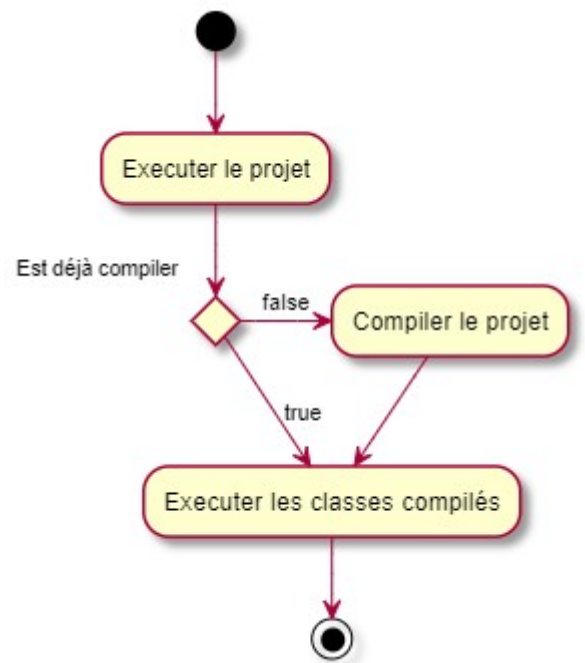 Executer le projet
Est déjà compiler
false
Compiler le projet
true
Executer les classes compilés